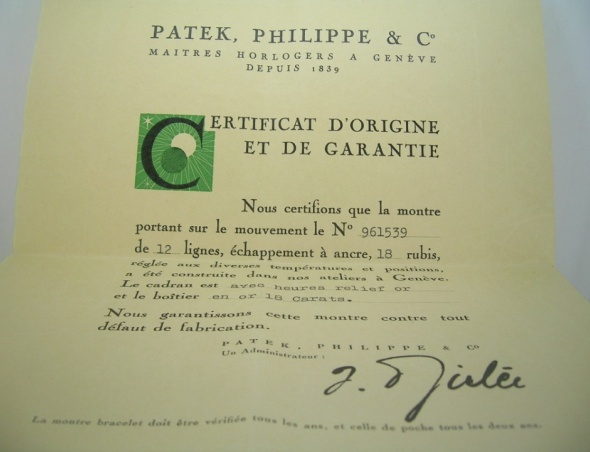 PATEK, PHILIPPE & Cº
MAITRES HORLOGERS A GENÈVE
DEPUIS 1839
CERTIFICAT D'ORIGINE
ET DE GARANTIE
Nous certifions que la montre
portant sur le mouvement le Nº 961539
de 12 lignes, échappement à ancre, 18 rubis,
réglée aux diverses températures et positions,
a été construite dans nos ateliers à Genève.
Le cadran est avec heures relief or
et le boîtier en or 18 Carats.
Nous garantissons cette montre contre tout
défaut de fabrication.
PATEK, PHILIPPE & Cº
Un Administrateur :
La montre bracelet doit être vérifiée tous les ans, et celle de poche tous les deux ans.